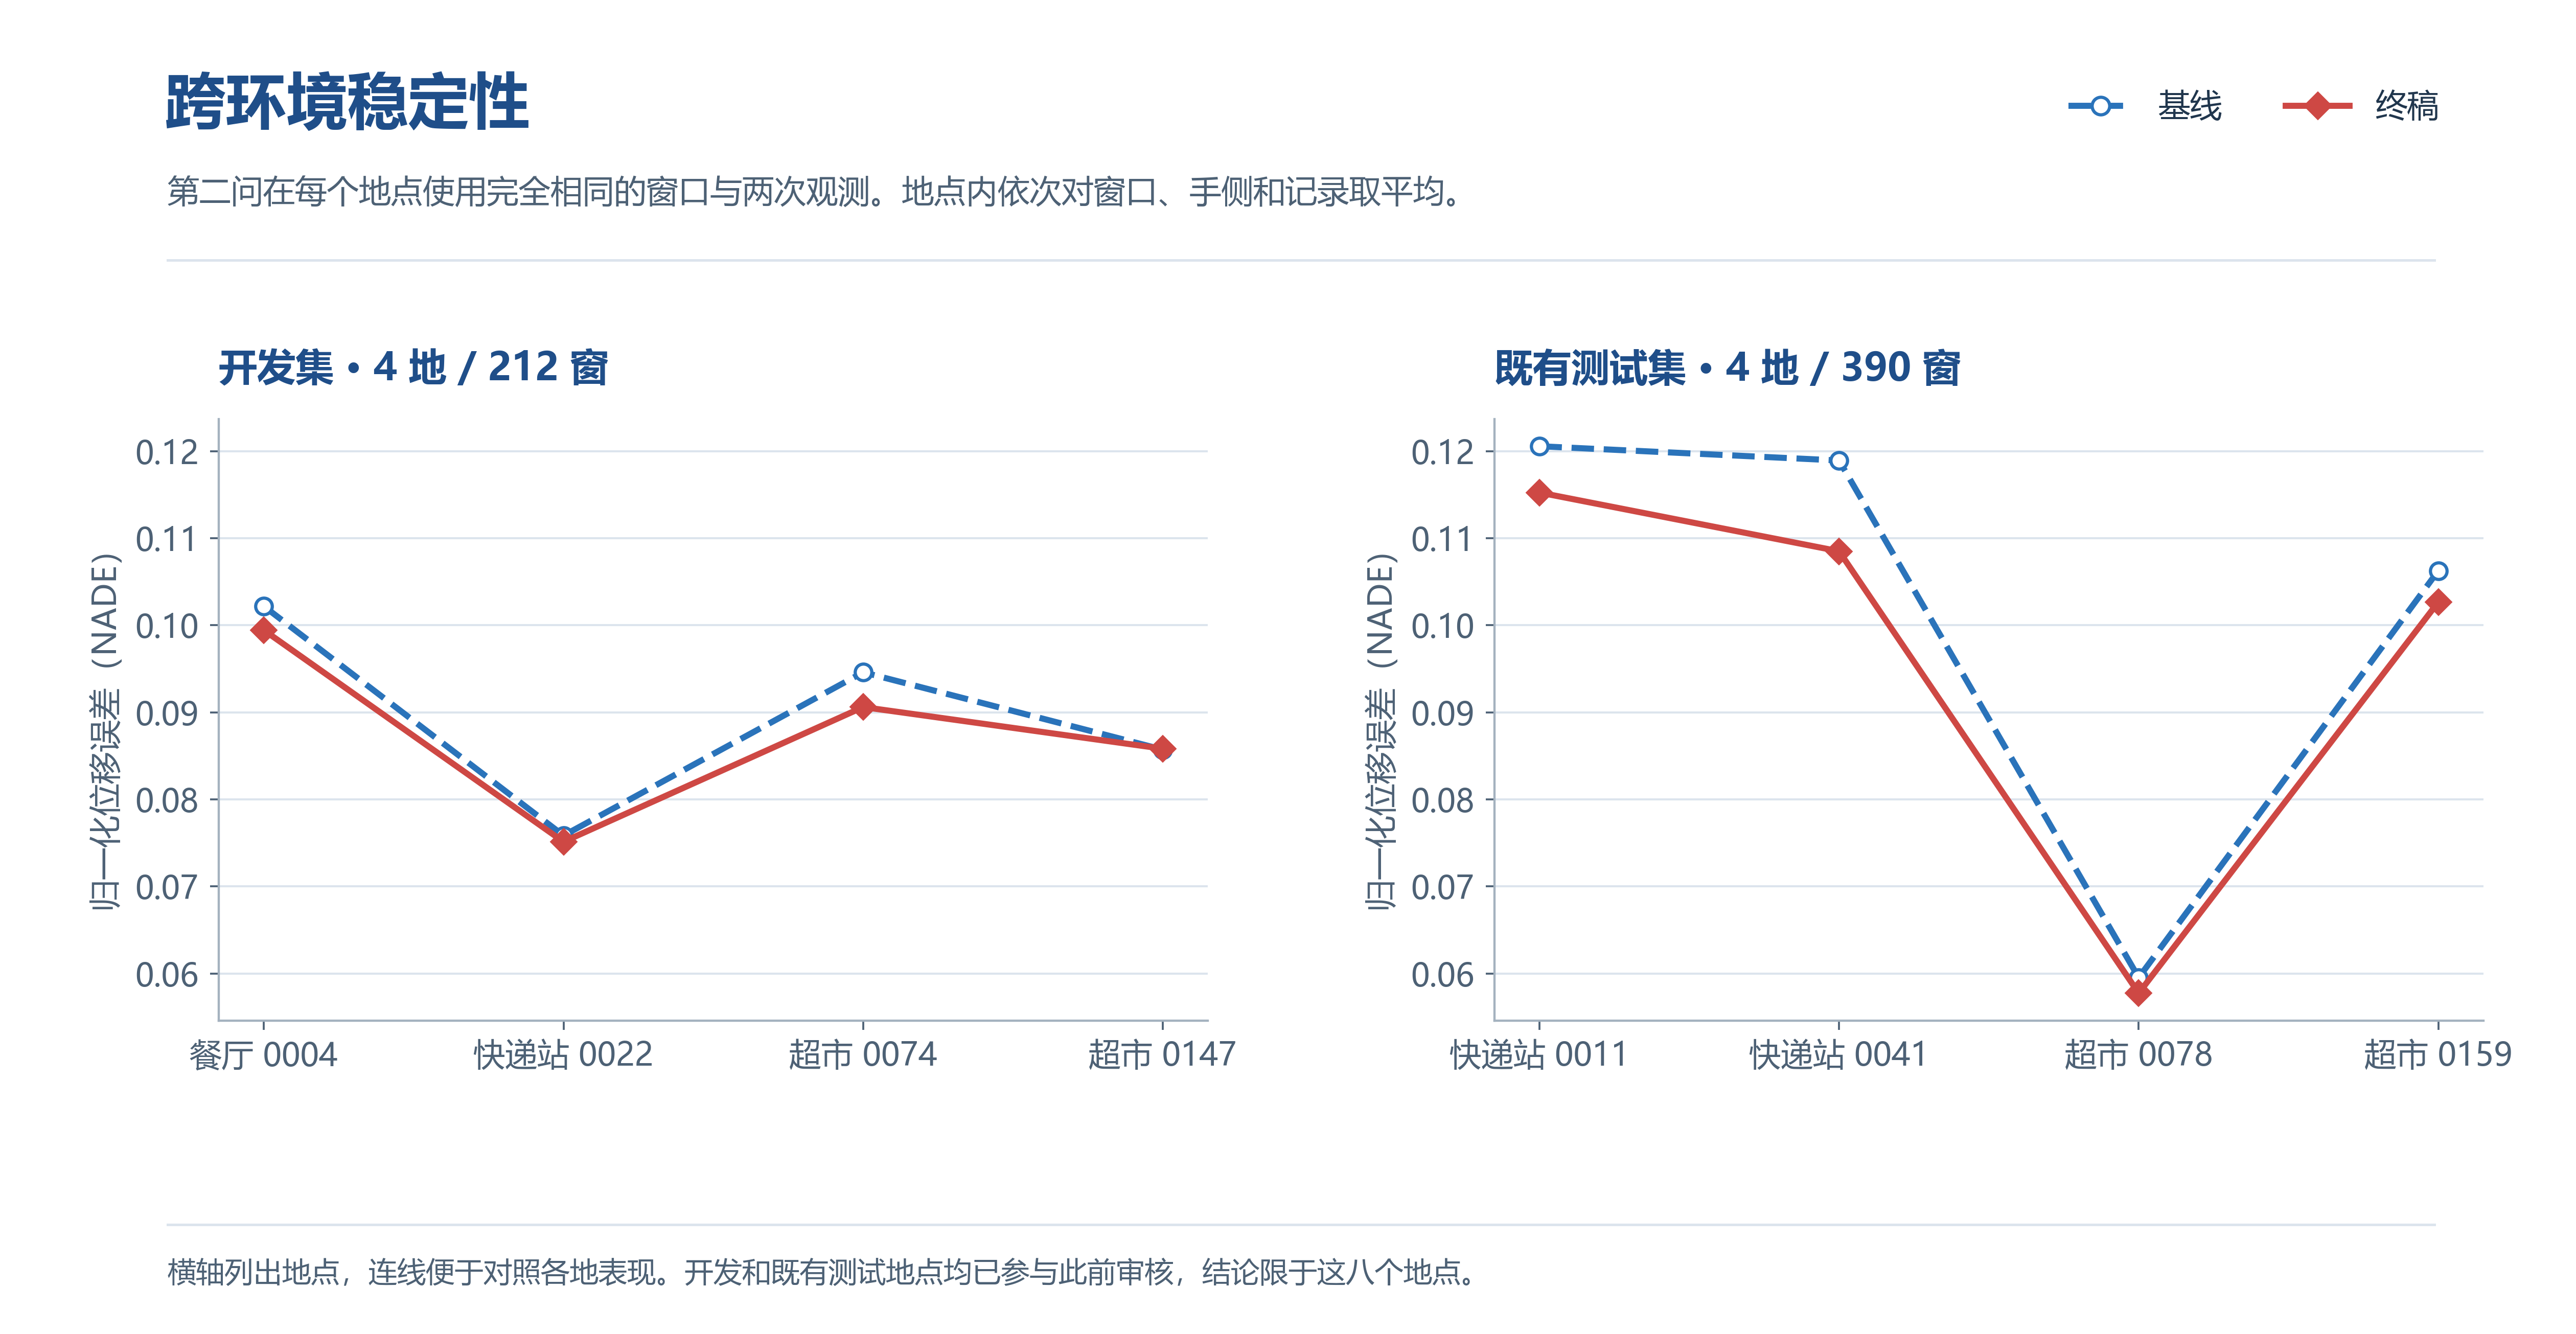 跨环境稳定性
基线
终稿
第二问在每个地点使用完全相同的窗口与两次观测。地点内依次对窗口、手侧和记录取平均。
开发集 • 4 地 / 212 窗
归一化位移误差（NADE）
0.12
0.11
0.10
0.09
0.08
0.07
0.06
餐厅 0004
快递站 0022
超市 0074
超市 0147
既有测试集 • 4 地 / 390 窗
归一化位移误差（NADE）
0.12
0.11
0.10
0.09
0.08
0.07
0.06
快递站 0011
快递站 0041
超市 0078
超市 0159
横轴列出地点，连线便于对照各地表现。开发和既有测试地点均已参与此前审核，结论限于这八个地点。